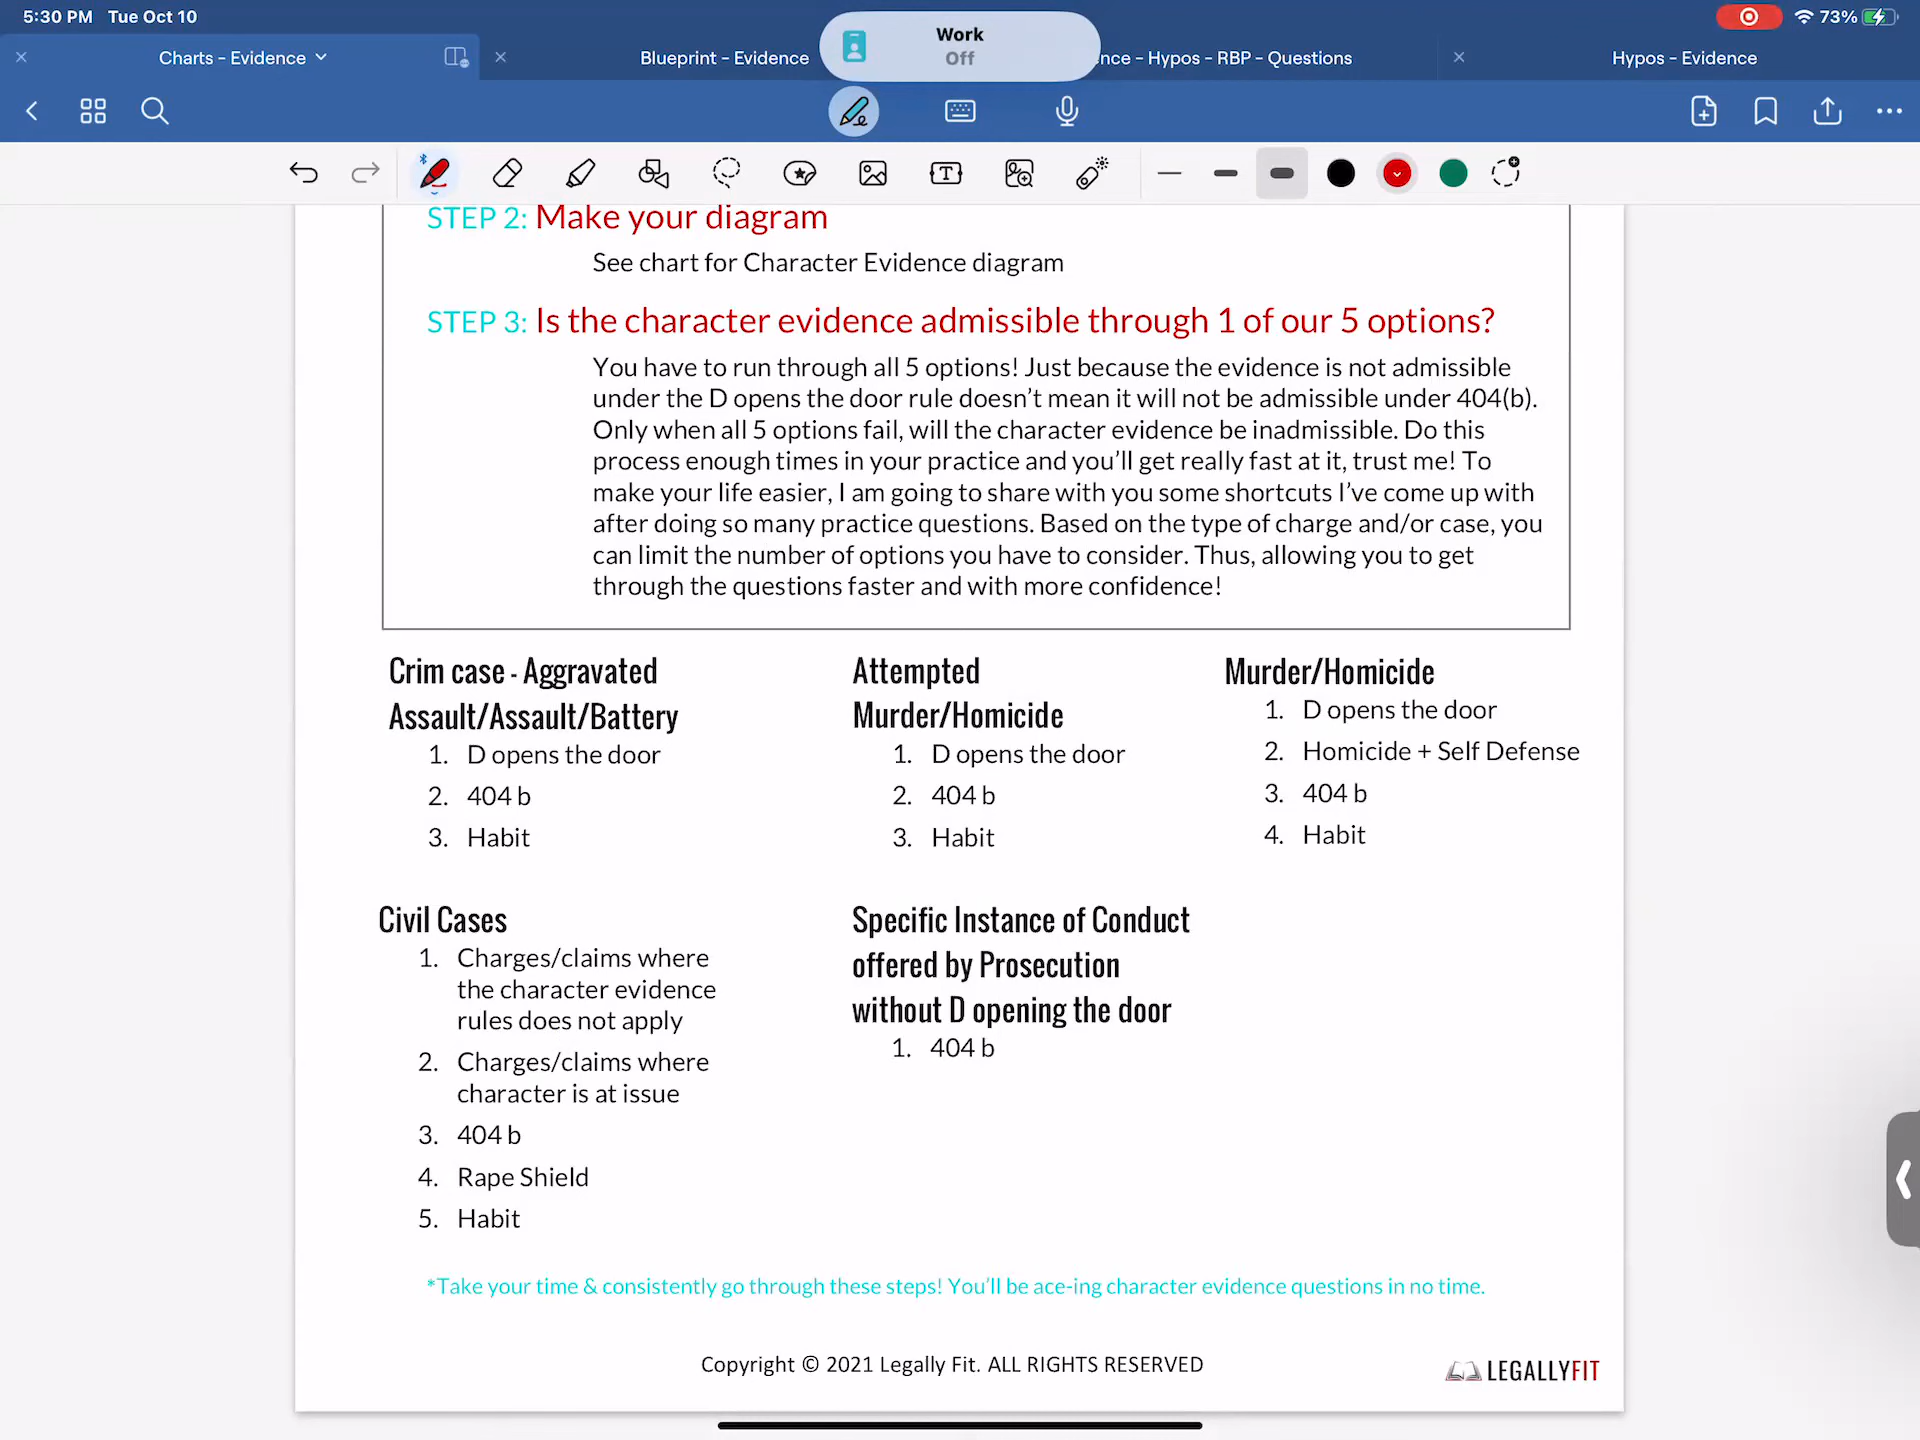 5:30 PM Tue Oct 10
73%
Work
Off
Charts - Evidence
Blueprint - Evidence
nce - Hypos - RBP - Questions
Hypos - Evidence
STEP 2: Make your diagram
See chart for Character Evidence diagram
STEP 3: Is the character evidence admissible through 1 of our 5 options?
You have to run through all 5 options! Just because the evidence is not admissible
under the D opens the door rule doesn't mean it will not be admissible under 404(b).
Only when all 5 options fail, will the character evidence be inadmissible. Do this
process enough times in your practice and you'll get really fast at it, trust me! To
make your life easier, I am going to share with you some shortcuts I've come up with
after doing so many practice questions. Based on the type of charge and/or case, you
can limit the number of options you have to consider. Thus, allowing you to get
through the questions faster and with more confidence!
Crim case - Aggravated
Assault/Assault/Battery
1. D opens the door
2. 404 b
3. Habit
Attempted
Murder/Homicide
1. D opens the door
2. 404 b
3. Habit
Murder/Homicide
1. D opens the door
2. Homicide + Self Defense
3. 404 b
4. Habit
Civil Cases
1. Charges/claims where
the character evidence
rules does not apply
2. Charges/claims where
character is at issue
3. 404 b
4. Rape Shield
5. Habit
Specific Instance of Conduct
offered by Prosecution
without D opening the door
1. 404 b
*Take your time & consistently go through these steps! You'll be ace-ing character evidence questions in no time.
Copyright © 2021 Legally Fit. ALL RIGHTS RESERVED
LEGALLYFIT